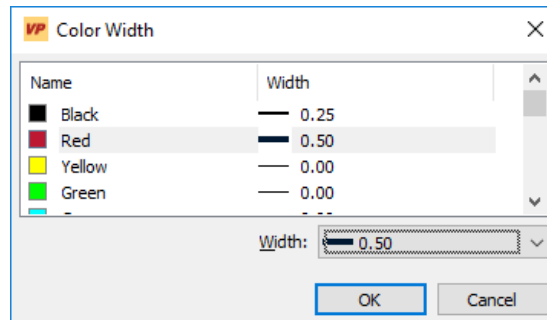 VP Color Width
Name Width
Black 0.25
Red 0.50
Yellow 0.00
Green 0.00
Width: 0.50
OK Cancel